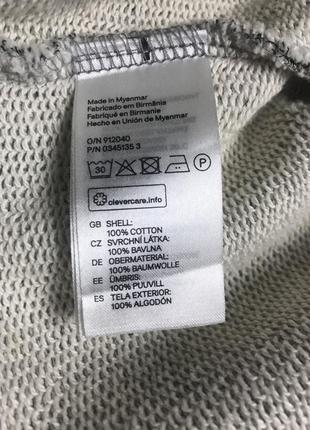 Made in Myanmar
Fabricado em Birmânia
Fabriqué en Birmanie
Hecho en Unión de Myanmar
O/N 912040
P/N 0345135 3
30 P
clevercare.info
GB SHELL:
100% COTTON
CZ SVRCHNÍ LÁTKA:
100% BAVLNA
DE OBERMATERIAL:
100% BAUMWOLLE
EE ÜMBRIS:
100% PUUVILL
ES TELA EXTERIOR:
100% ALGODÓN